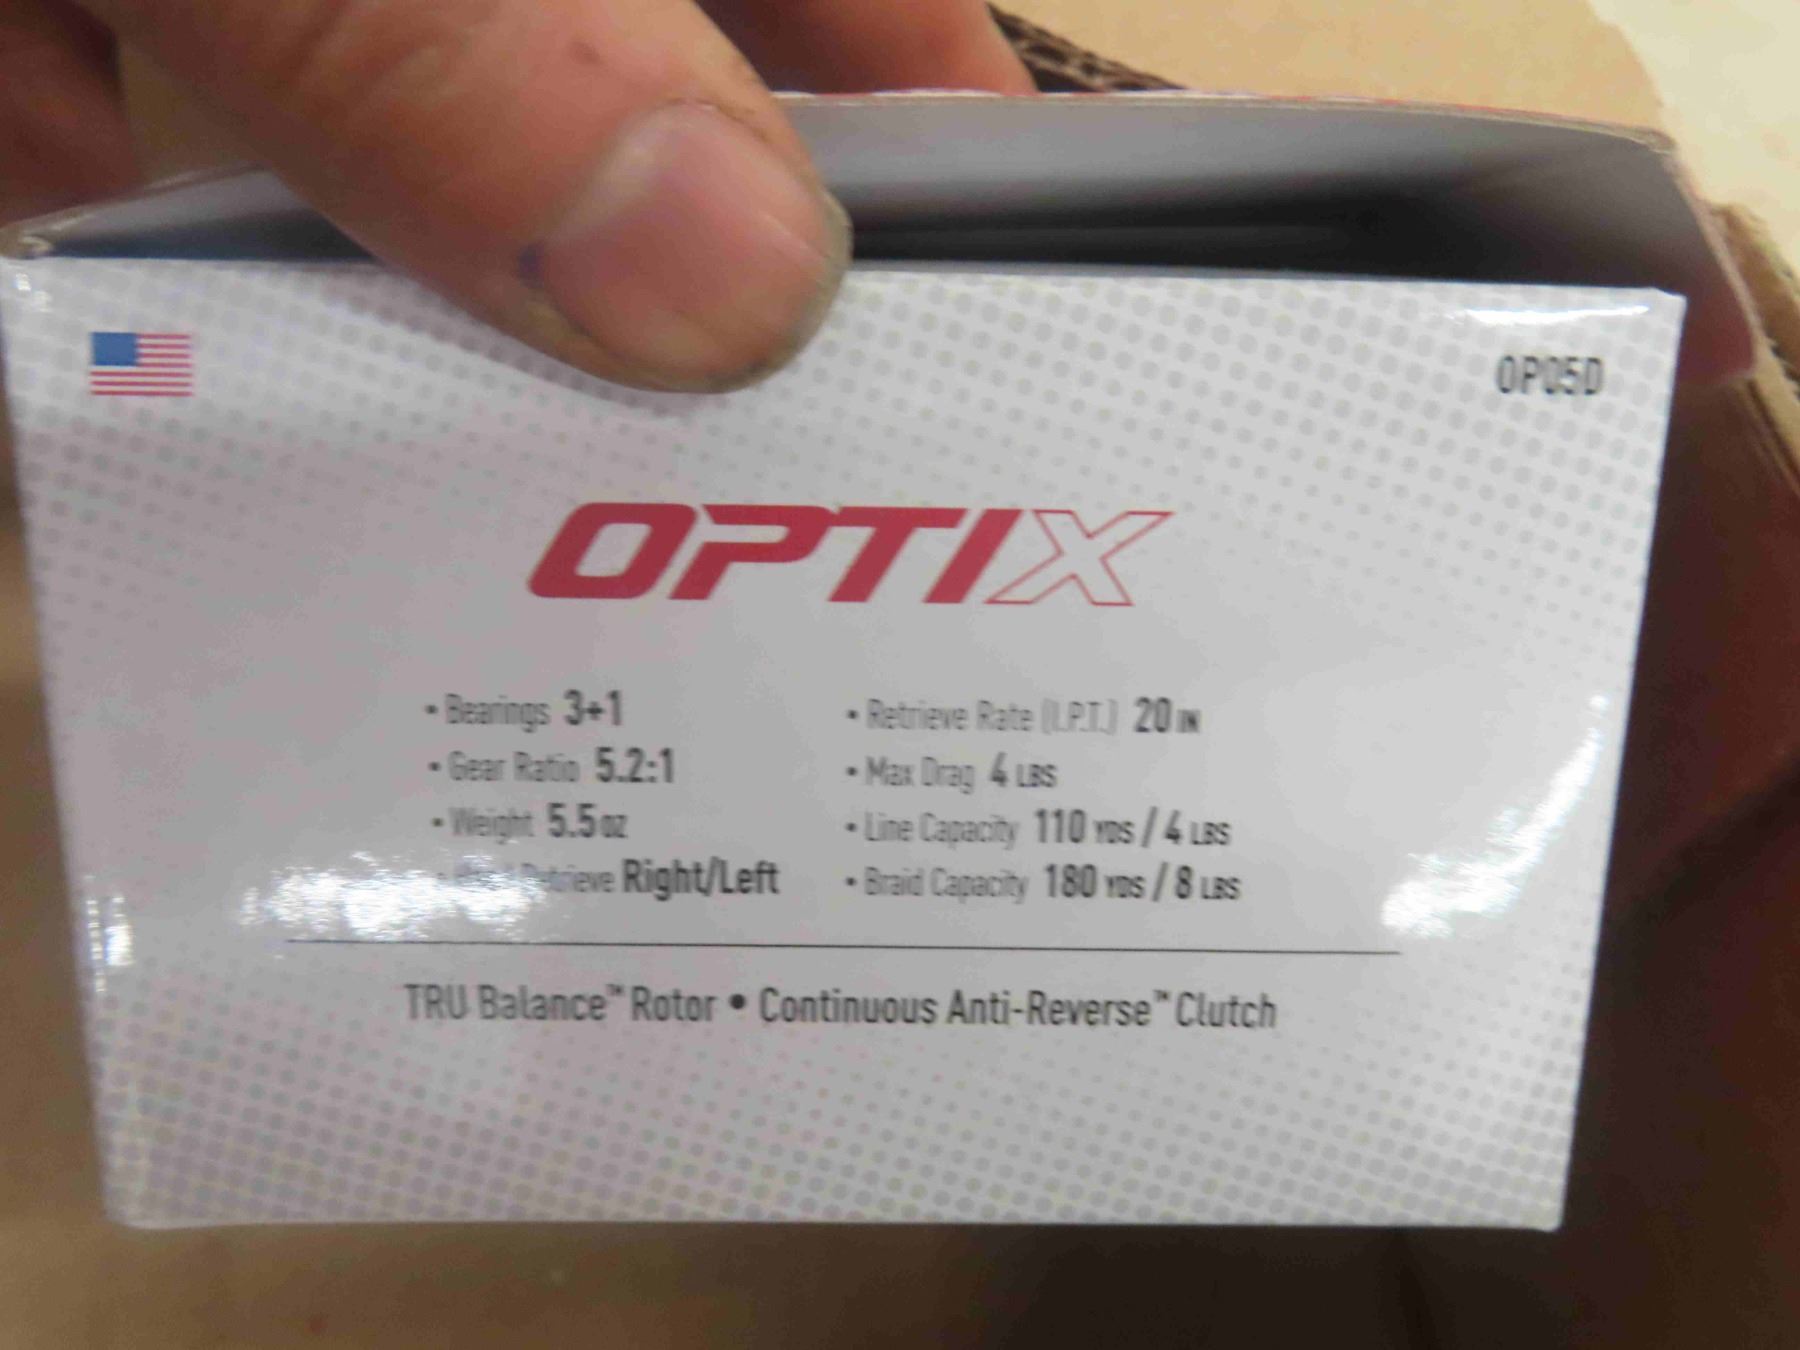 OP05D
OPTIX
• Bearings 3+1
• Gear Ratio 5.2:1
• Weight 5.5 oz
• Retrieve Right/Left
• Retrieve Rate (I.P.T.) 20 IN
• Max Drag 4 LBS
• Line Capacity 110 YDS / 4 LBS
• Braid Capacity 180 YDS / 8 LBS
TRU Balance™ Rotor • Continuous Anti-Reverse™ Clutch